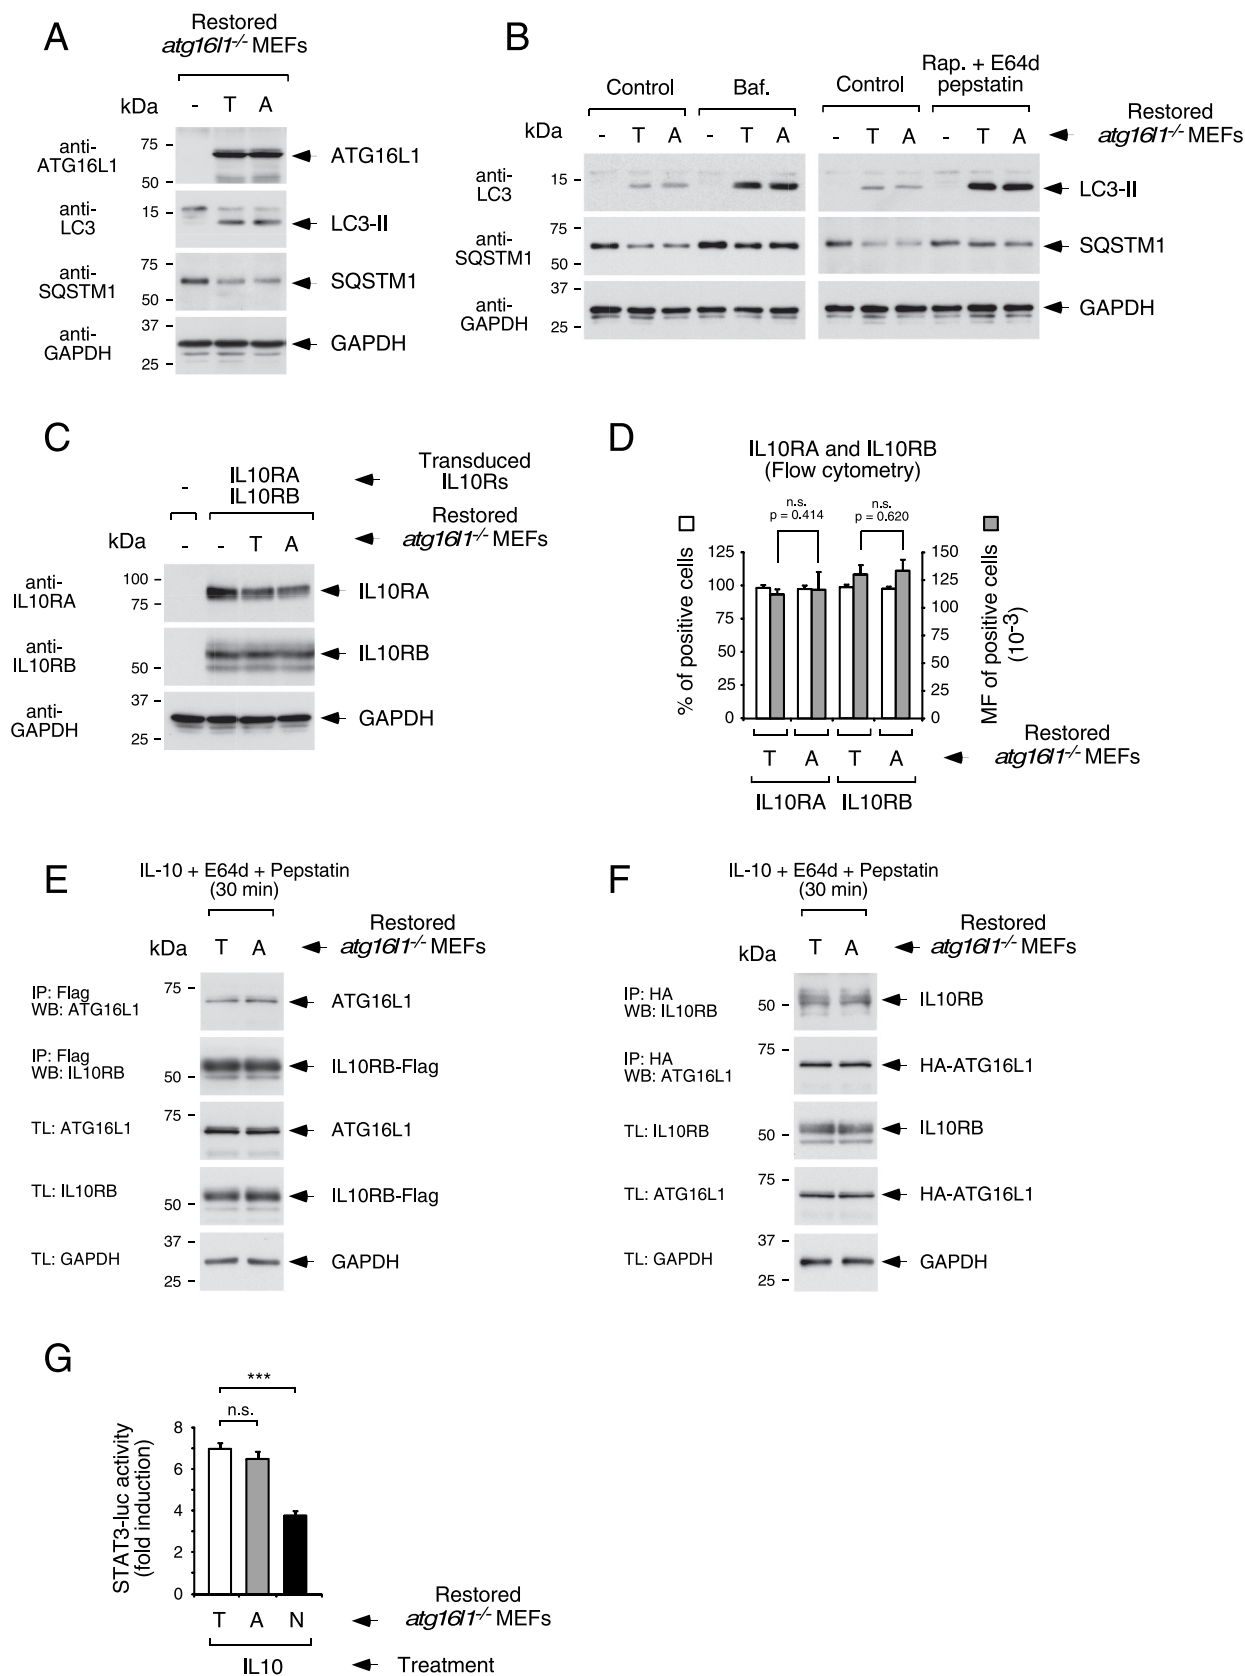 A
Restored
atg16l1-/- MEFs
kDa
- T A
anti-
ATG16L1
75
50
ATG16L1
anti-
LC3
15
LC3-II
anti-
SQSTM1
75
50
SQSTM1
anti-
GAPDH
37
25
GAPDH
B
Control
Baf.
Control
Rap. + E64d
pepstatin
kDa
- T A - T A - T A - T A
Restored
atg16l1-/- MEFs
anti-
LC3
15
LC3-II
anti-
SQSTM1
75
50
SQSTM1
anti-
GAPDH
37
25
GAPDH
C
-
IL10RA
IL10RB
Transduced
IL10Rs
kDa
- - T A
Restored
atg16l1-/- MEFs
anti-
IL10RA
100
75
IL10RA
anti-
IL10RB
50
IL10RB
anti-
GAPDH
37
25
GAPDH
D
IL10RA and IL10RB
(Flow cytometry)
n.s.
p = 0.414
n.s.
p = 0.620
% of positive cells
125
100
75
50
25
0
150
125
100
75
50
25
0
MF of positive cells
(10-3)
T A T A
Restored
atg16l1-/- MEFs
IL10RA IL10RB
E
IL-10 + E64d + Pepstatin
(30 min)
kDa
T A
Restored
atg16l1-/- MEFs
IP: Flag
WB: ATG16L1
75
ATG16L1
IP: Flag
WB: IL10RB
50
IL10RB-Flag
TL: ATG16L1
75
ATG16L1
TL: IL10RB
50
IL10RB-Flag
TL: GAPDH
37
25
GAPDH
F
IL-10 + E64d + Pepstatin
(30 min)
kDa
T A
Restored
atg16l1-/- MEFs
IP: HA
WB: IL10RB
50
IL10RB
IP: HA
WB: ATG16L1
75
HA-ATG16L1
TL: IL10RB
50
IL10RB
TL: ATG16L1
75
HA-ATG16L1
TL: GAPDH
37
25
GAPDH
G
***
n.s.
STAT3-luc activity
(fold induction)
8
6
4
2
0
T A N
Restored
atg16l1-/- MEFs
IL10
Treatment